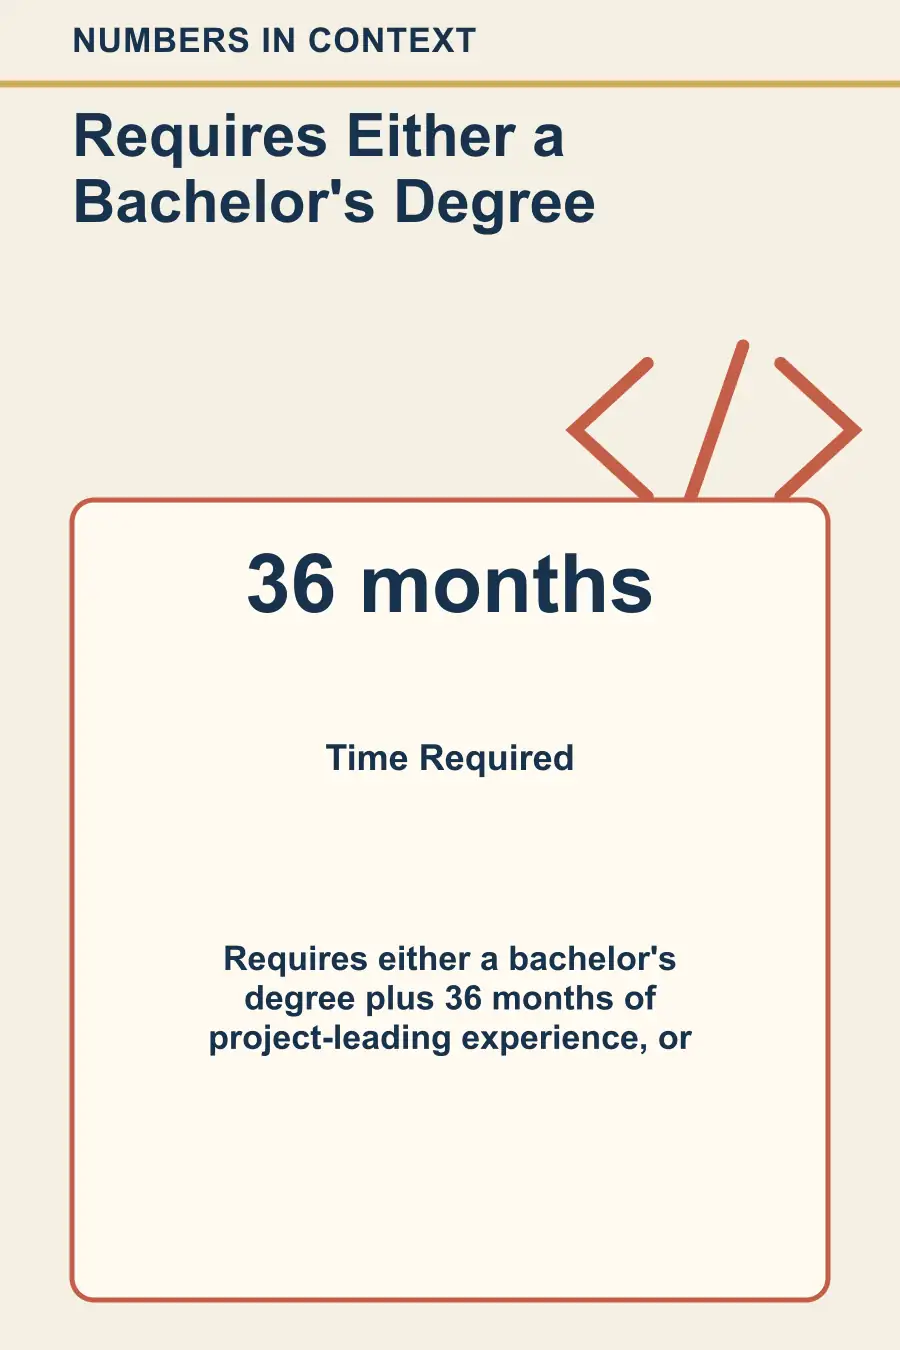 NUMBERS IN CONTEXT
Requires Either a
Bachelor's Degree
36 months
Time Required
Requires either a bachelor's
degree plus 36 months of
project-leading experience, or